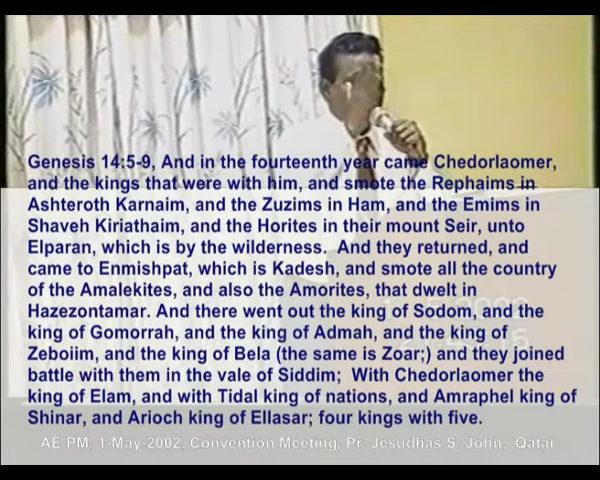 Genesis 14:5-9, And in the fourteenth year came Chedorlaomer,
and the kings that were with him, and smote the Rephaims in
Ashteroth Karnaim, and the Zuzims in Ham, and the Emims in
Shaveh Kiriathaim, and the Horites in their mount Seir, unto
Elparan, which is by the wilderness.  And they returned, and
came to Enmishpat, which is Kadesh, and smote all the country
of the Amalekites, and also the Amorites, that dwelt in
Hazezontamar. And there went out the king of Sodom, and the
king of Gomorrah, and the king of Admah, and the king of
Zeboiim, and the king of Bela (the same is Zoar;) and they joined
battle with them in the vale of Siddim;  With Chedorlaomer the
king of Elam, and with Tidal king of nations, and Amraphel king of
Shinar, and Arioch king of Ellasar; four kings with five.
AE PM, 1-May-2002, Convention Meeting, Pr. Jesudhas S. John,  Qatar.